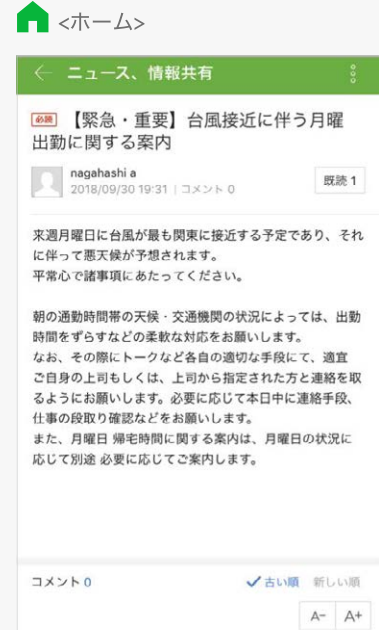 <ホーム>
ニュース、情報共有
必読 【緊急・重要】台風接近に伴う月曜
出勤に関する案内
nagahashi a
2018/09/30 19:31 | コメント 0
既読 1
来週月曜日に台風が最も関東に接近する予定であり、それ
に伴って悪天候が予想されます。
平常心で諸事項にあたってください。
朝の通勤時間帯の天候・交通機関の状況によっては、出勤
時間をずらすなどの柔軟な対応をお願いします。
なお、その際にトークなど各自の適切な手段にて、適宜
ご自身の上司もしくは、上司から指定された方と連絡を取
るようにお願いします。必要に応じて本日中に連絡手段、
仕事の段取り確認などをお願いします。
また、月曜日 帰宅時間に関する案内は、月曜日の状況に
応じて別途 必要に応じてご案内します。
コメント 0
古い順 新しい順
A- A+